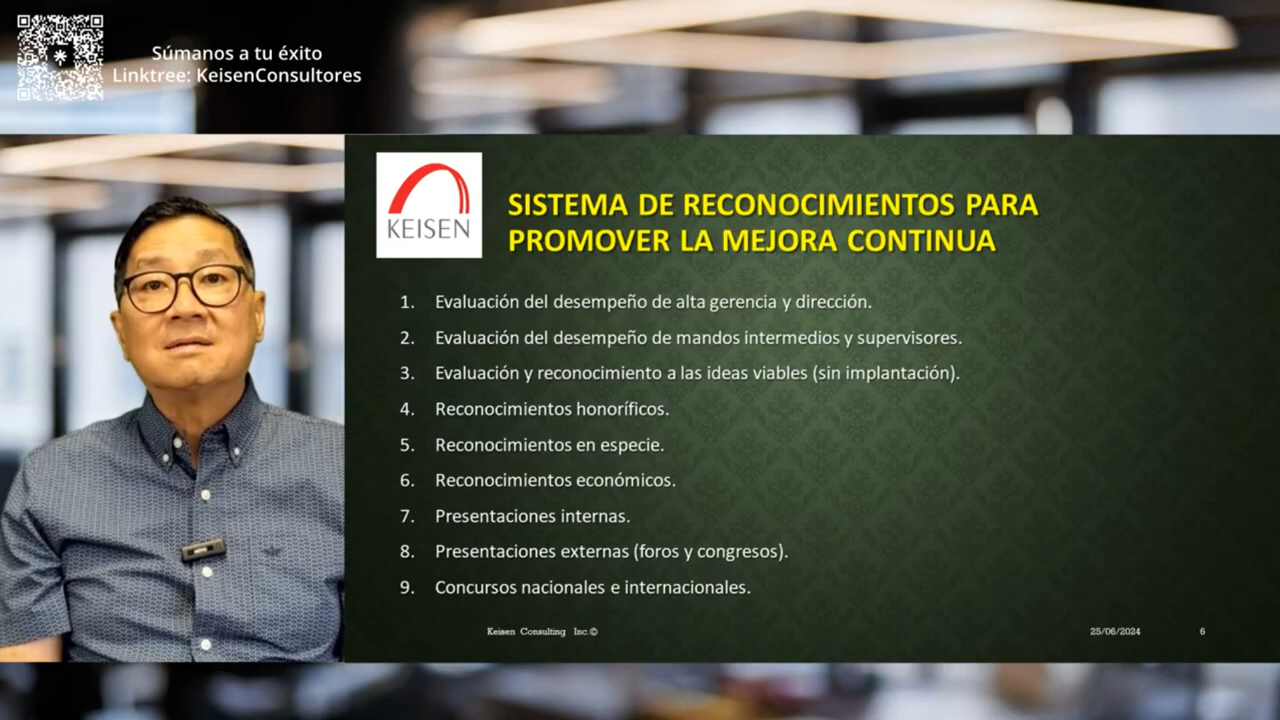 Súmanos a tu éxito
Linktree: KeisenConsultores
KEISEN
SISTEMA DE RECONOCIMIENTOS PARA
PROMOVER LA MEJORA CONTINUA
1. Evaluación del desempeño de alta gerencia y dirección.
2. Evaluación del desempeño de mandos intermedios y supervisores.
3. Evaluación y reconocimiento a las ideas viables (sin implantación).
4. Reconocimientos honoríficos.
5. Reconocimientos en especie.
6. Reconocimientos económicos.
7. Presentaciones internas.
8. Presentaciones externas (foros y congresos).
9. Concursos nacionales e internacionales.
Keisen Consulting Inc.© 25/06/2024 6